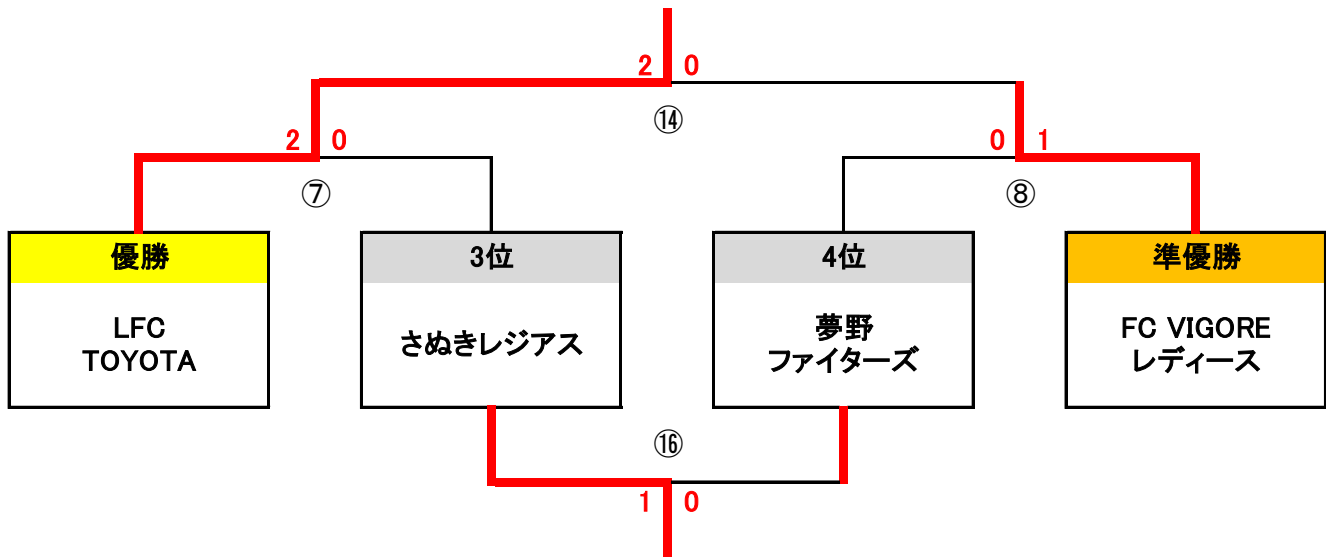 2 0
⑭
2 0
0 1
⑦
⑧
優勝
3位
4位
準優勝
LFC
TOYOTA
さぬきレジアス
夢野
ファイターズ
FC VIGORE
レディース
⑯
1 0